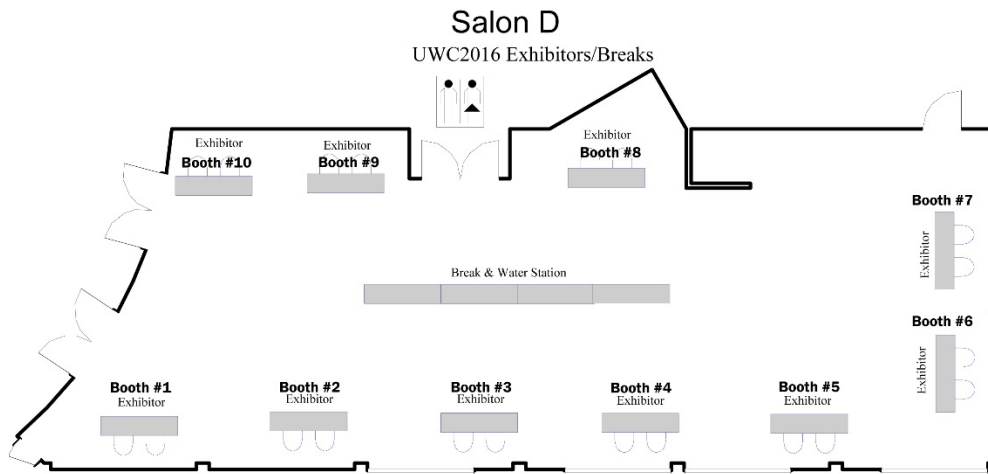 Salon D
UWC2016 Exhibitors/Breaks
Exhibitor
Booth #10
Exhibitor
Booth #9
Exhibitor
Booth #8
Booth #7
Exhibitor
Break & Water Station
Booth #6
Exhibitor
Booth #1
Exhibitor
Booth #2
Exhibitor
Booth #3
Exhibitor
Booth #4
Exhibitor
Booth #5
Exhibitor